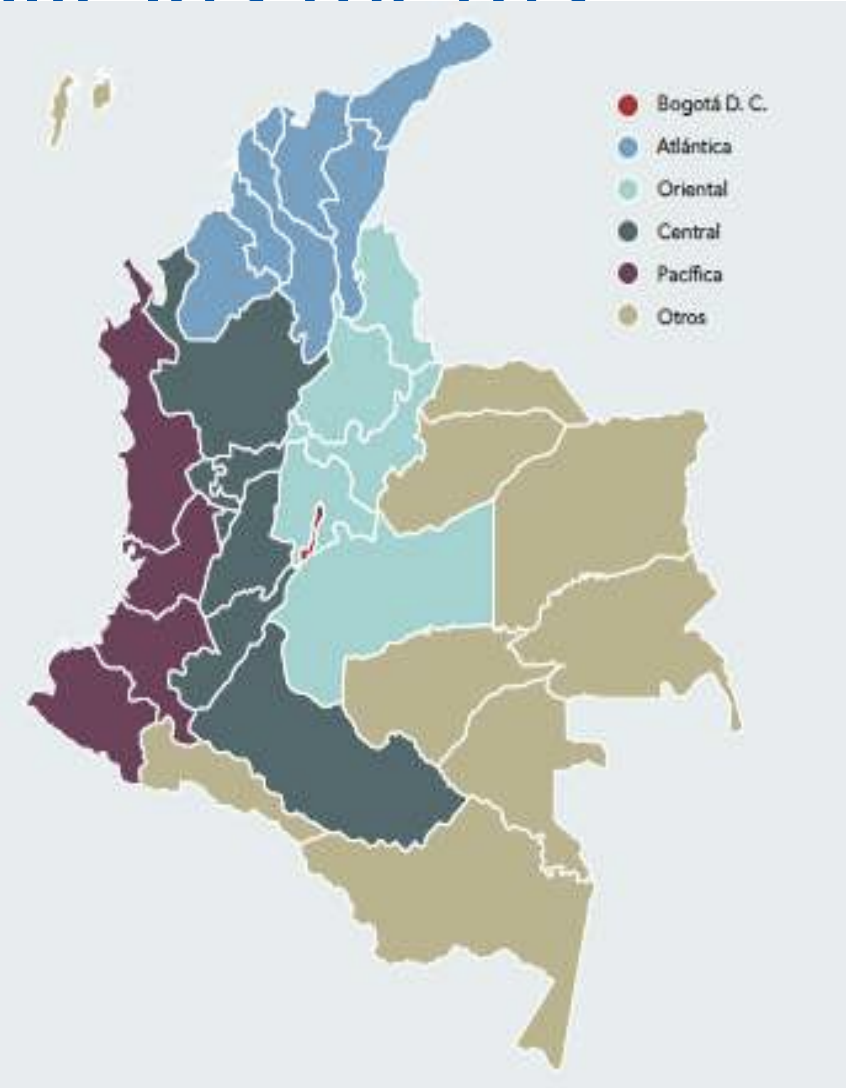 Bogotá D. C.
Atlántica
Oriental
Central
Pacífica
Otros